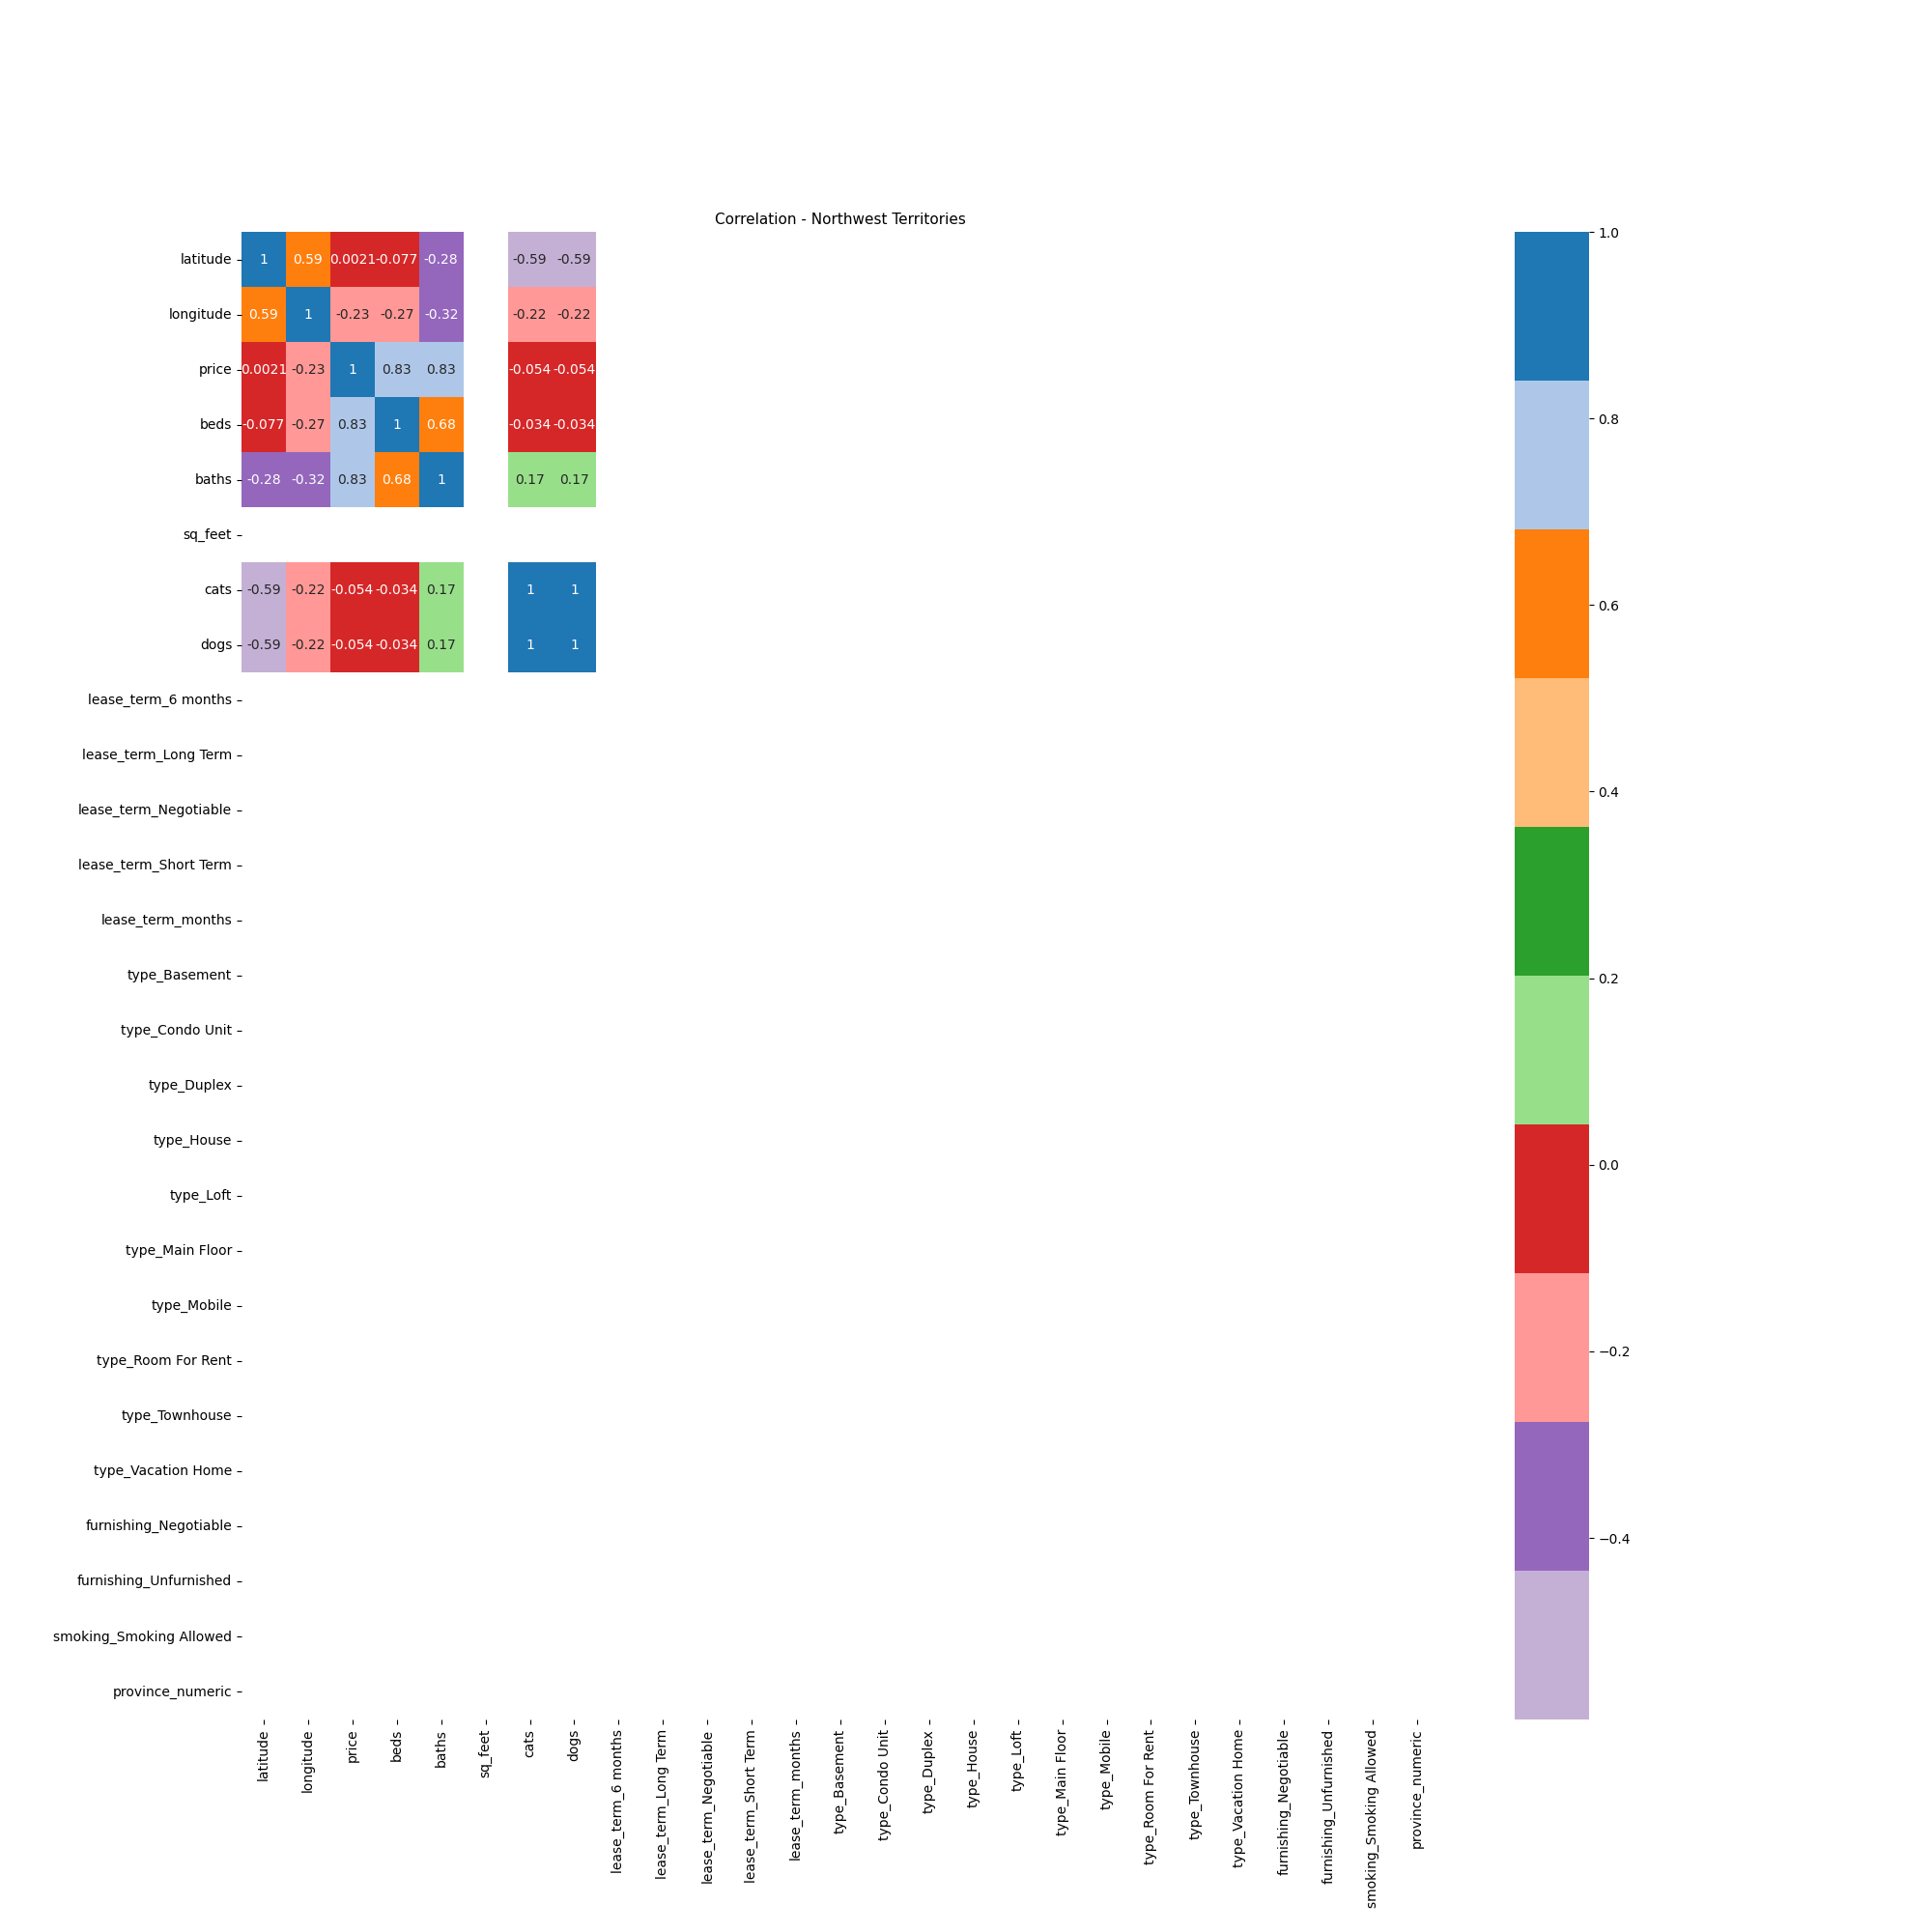 Correlation - Northwest Territories
latitude 1 0.59 0.0021 -0.077 -0.28 -0.59 -0.59
longitude 0.59 1 -0.23 -0.27 -0.32 -0.22 -0.22
price 0.0021 -0.23 1 0.83 0.83 -0.054 -0.054
beds -0.077 -0.27 0.83 1 0.68 -0.034 -0.034
baths -0.28 -0.32 0.83 0.68 1 0.17 0.17
sq_feet
cats -0.59 -0.22 -0.054 -0.034 0.17 1 1
dogs -0.59 -0.22 -0.054 -0.034 0.17 1 1
lease_term_6 months
lease_term_Long Term
lease_term_Negotiable
lease_term_Short Term
lease_term_months
type_Basement
type_Condo Unit
type_Duplex
type_House
type_Loft
type_Main Floor
type_Mobile
type_Room For Rent
type_Townhouse
type_Vacation Home
furnishing_Negotiable
furnishing_Unfurnished
smoking_Smoking Allowed
province_numeric
latitude
longitude
price
beds
baths
sq_feet
cats
dogs
lease_term_6 months
lease_term_Long Term
lease_term_Negotiable
lease_term_Short Term
lease_term_months
type_Basement
type_Condo Unit
type_Duplex
type_House
type_Loft
type_Main Floor
type_Mobile
type_Room For Rent
type_Townhouse
type_Vacation Home
furnishing_Negotiable
furnishing_Unfurnished
smoking_Smoking Allowed
province_numeric
1.0
0.8
0.6
0.4
0.2
0.0
−0.2
−0.4